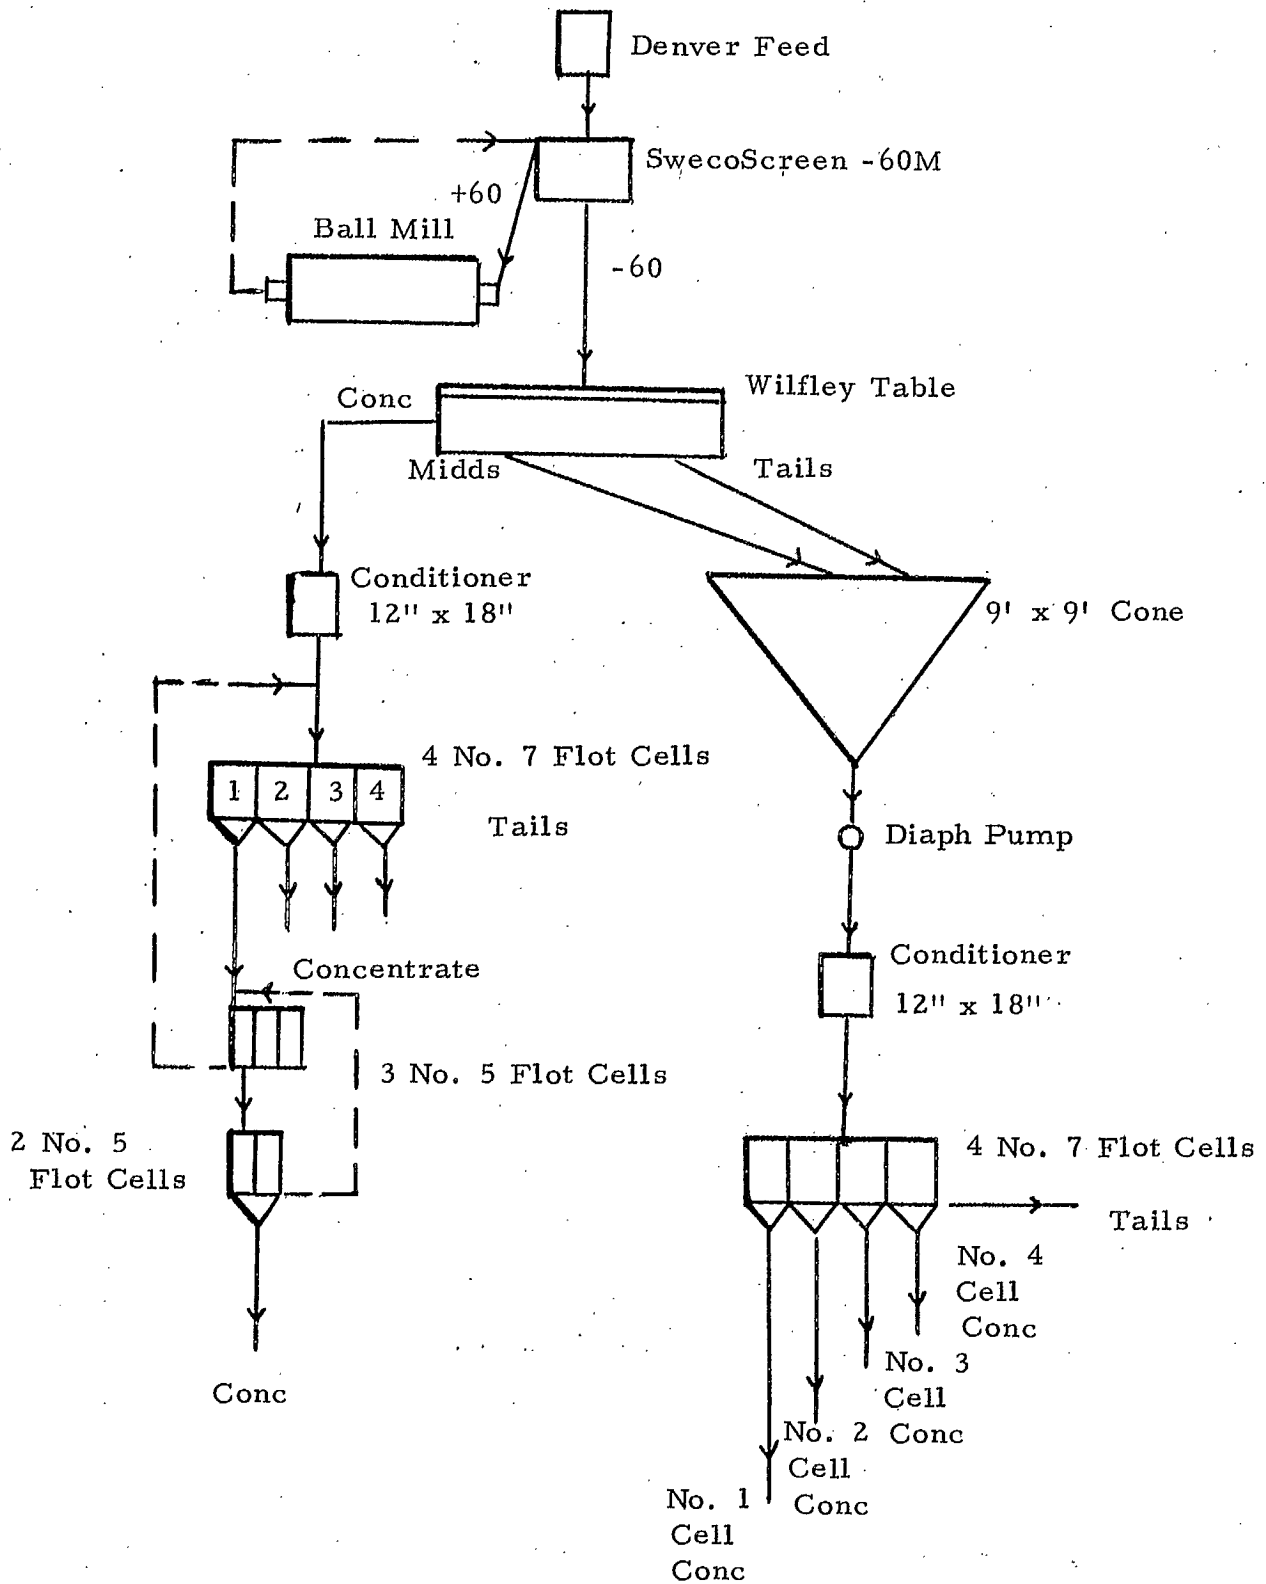 Denver Feed
SwecoScreen -60M
+60
Ball Mill
-60
Wilfley Table
Conc
Midds
Tails
Conditioner
12" x 18"
9' x 9' Cone
4 No. 7 Flot Cells
1 2 3 4
Tails
Diaph Pump
Concentrate
Conditioner
12" x 18"
3 No. 5 Flot Cells
2 No. 5
Flot Cells
4 No. 7 Flot Cells
Tails
No. 4
Cell
Conc
No. 3
Cell
Conc
Conc
No. 2
Cell
Conc
No. 1
Cell
Conc